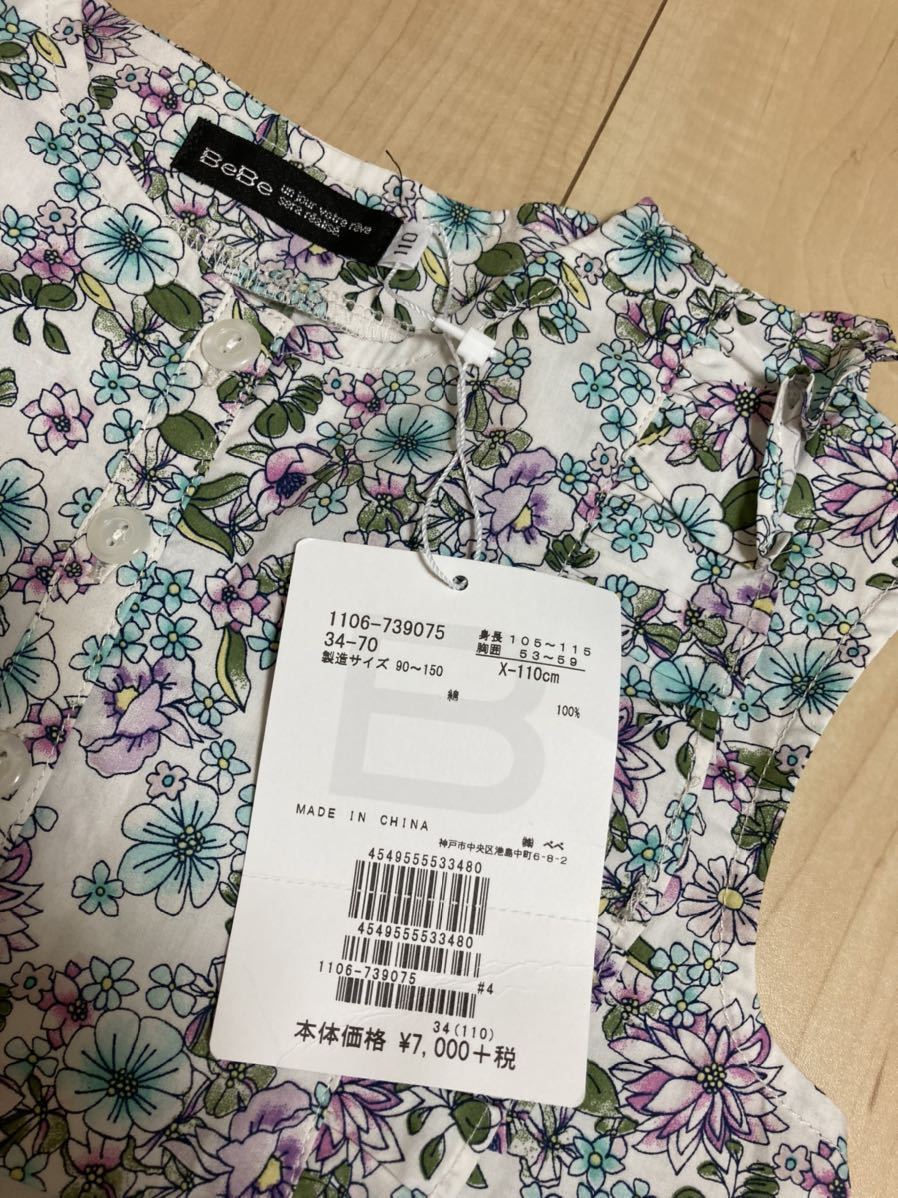 BeBe
un jour votre rêve
sera réalisé.
110
1106-739075
34-70
製造サイズ 90～150
身長 105～115
胸囲 53～59
X-110cm
綿 100%
MADE IN CHINA
㈱ べべ
神戸市中央区港島中町6-8-2
4549555533480
4549555533480
1106-739075
#4
34(110)
本体価格 ¥7,000+税
B